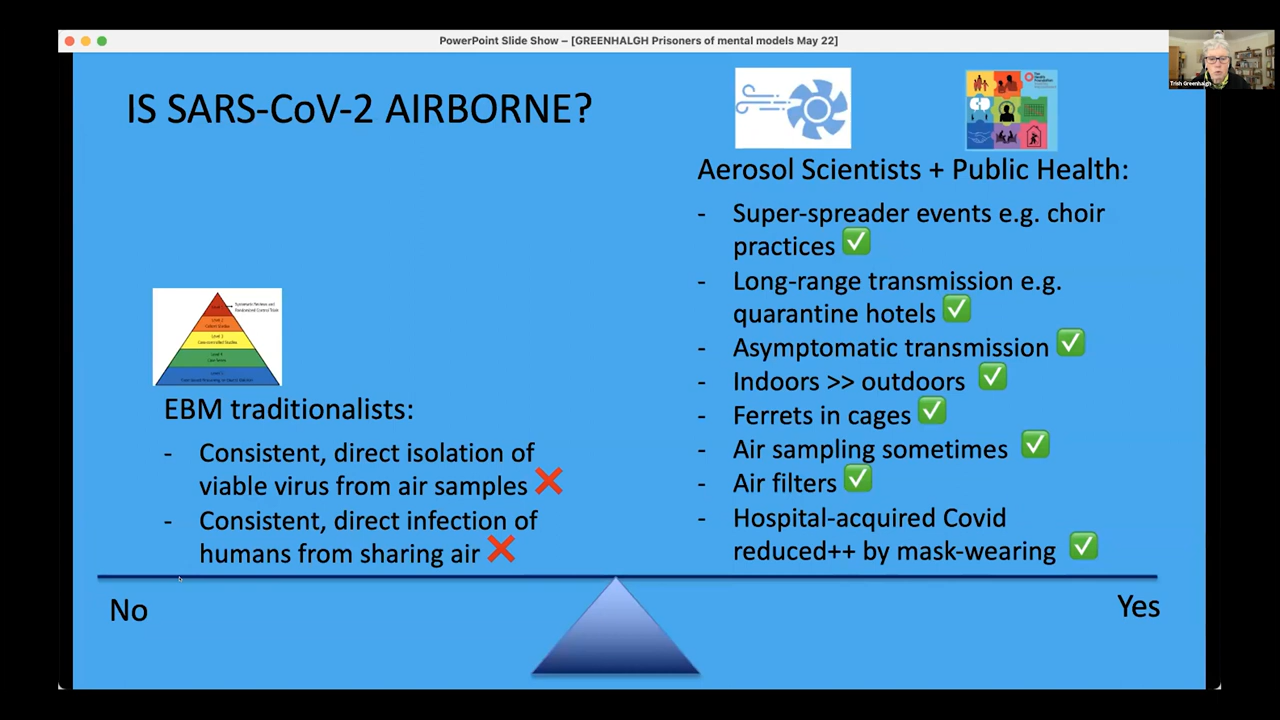 PowerPoint Slide Show – [GREENHALGH Prisoners of mental models May 22]
Trish Greenhalgh
IS SARS-CoV-2 AIRBORNE?
Aerosol Scientists + Public Health:
- Super-spreader events e.g. choir
practices ✅
- Long-range transmission e.g.
quarantine hotels ✅
- Asymptomatic transmission ✅
- Indoors >> outdoors ✅
- Ferrets in cages ✅
- Air sampling sometimes ✅
- Air filters ✅
- Hospital-acquired Covid
reduced++ by mask-wearing ✅
EBM traditionalists:
- Consistent, direct isolation of
viable virus from air samples ❌
- Consistent, direct infection of
humans from sharing air ❌
No
Yes